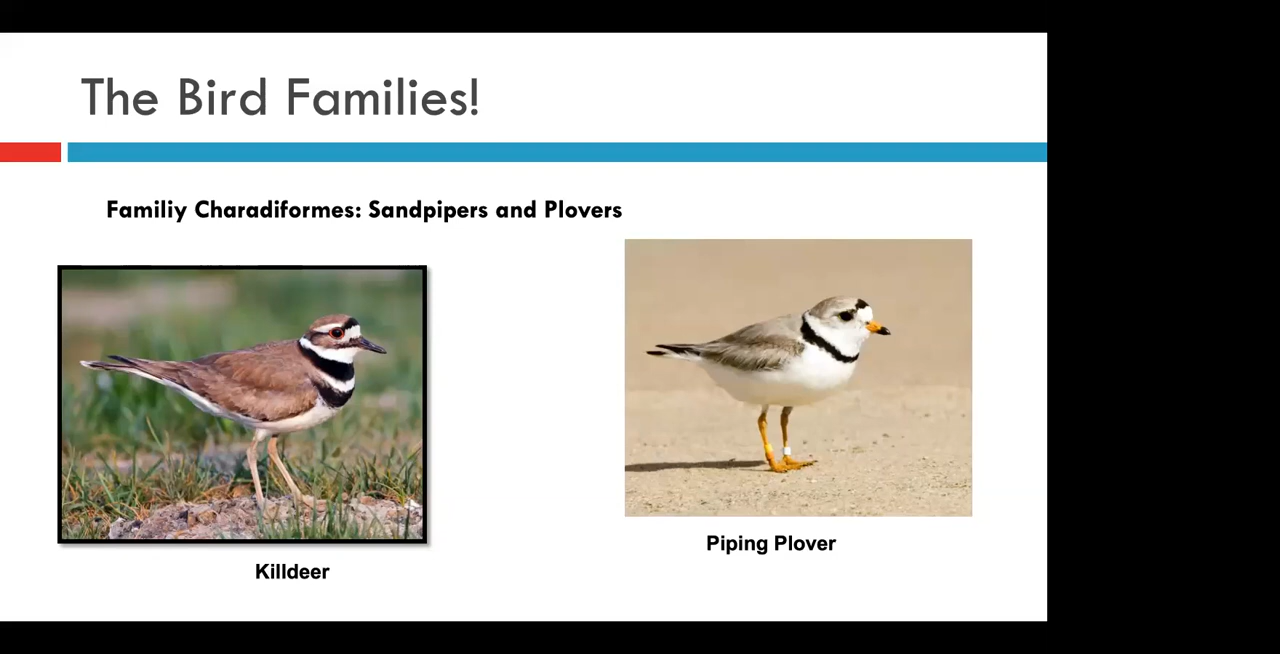 The Bird Families!
Familiy Charadiformes: Sandpipers and Plovers
Piping Plover
Killdeer